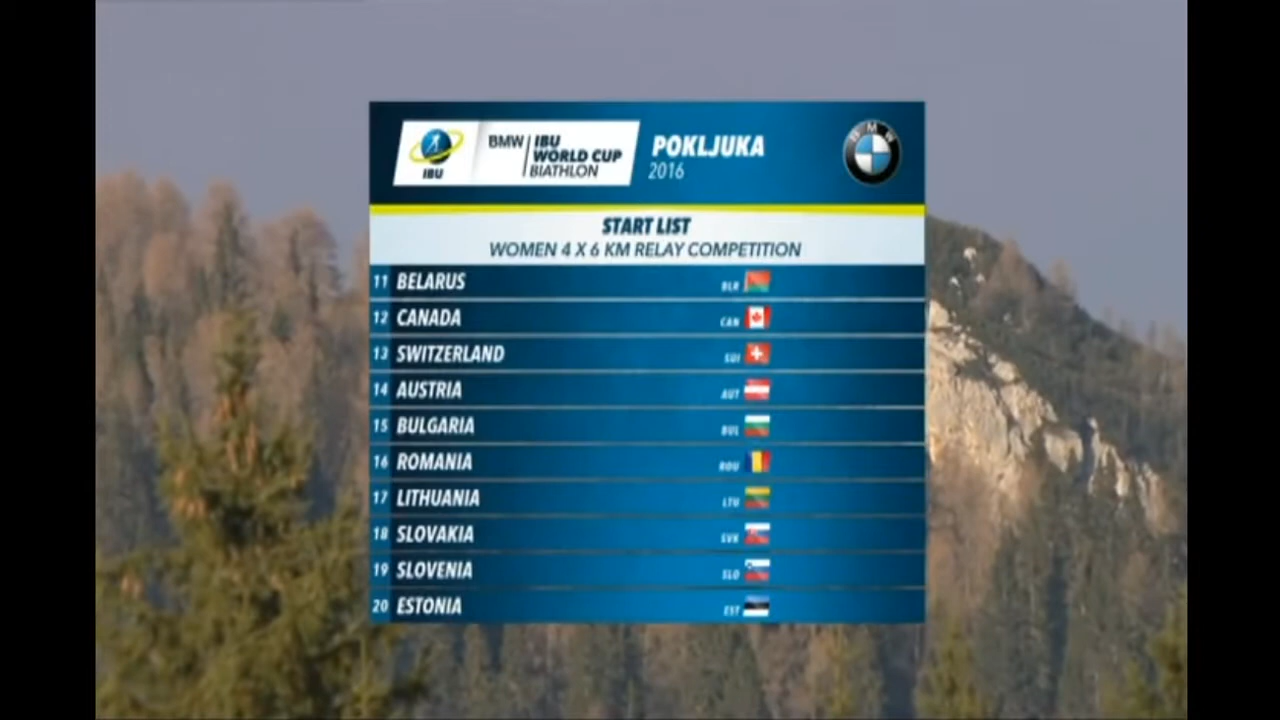 IBU
BMW IBU
WORLD CUP
BIATHLON
POKLJUKA
2016
BMW
START LIST
WOMEN 4 X 6 KM RELAY COMPETITION
11 BELARUS BLR
12 CANADA CAN
13 SWITZERLAND SUI
14 AUSTRIA AUT
15 BULGARIA BUL
16 ROMANIA ROU
17 LITHUANIA LTU
18 SLOVAKIA SVK
19 SLOVENIA SLO
20 ESTONIA EST